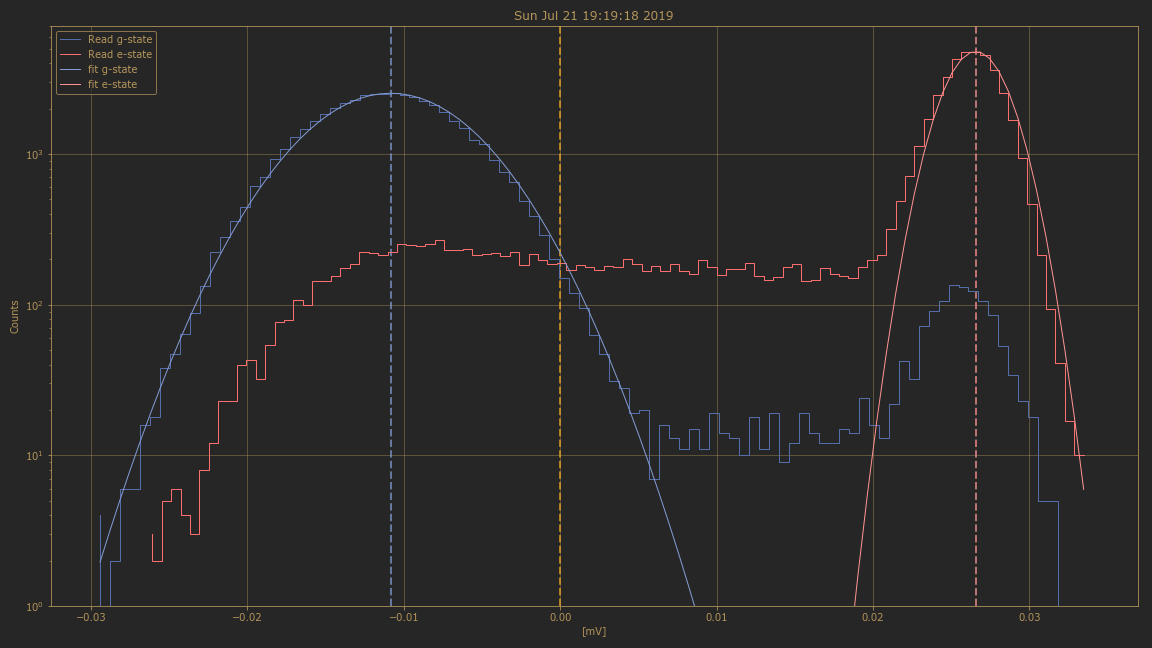 Sun Jul 21 19:19:18 2019
Read g-state
Read e-state
fit g-state
fit e-state
Counts
10³
10²
10¹
10⁰
−0.03
−0.02
−0.01
0.00
0.01
0.02
0.03
[mV]